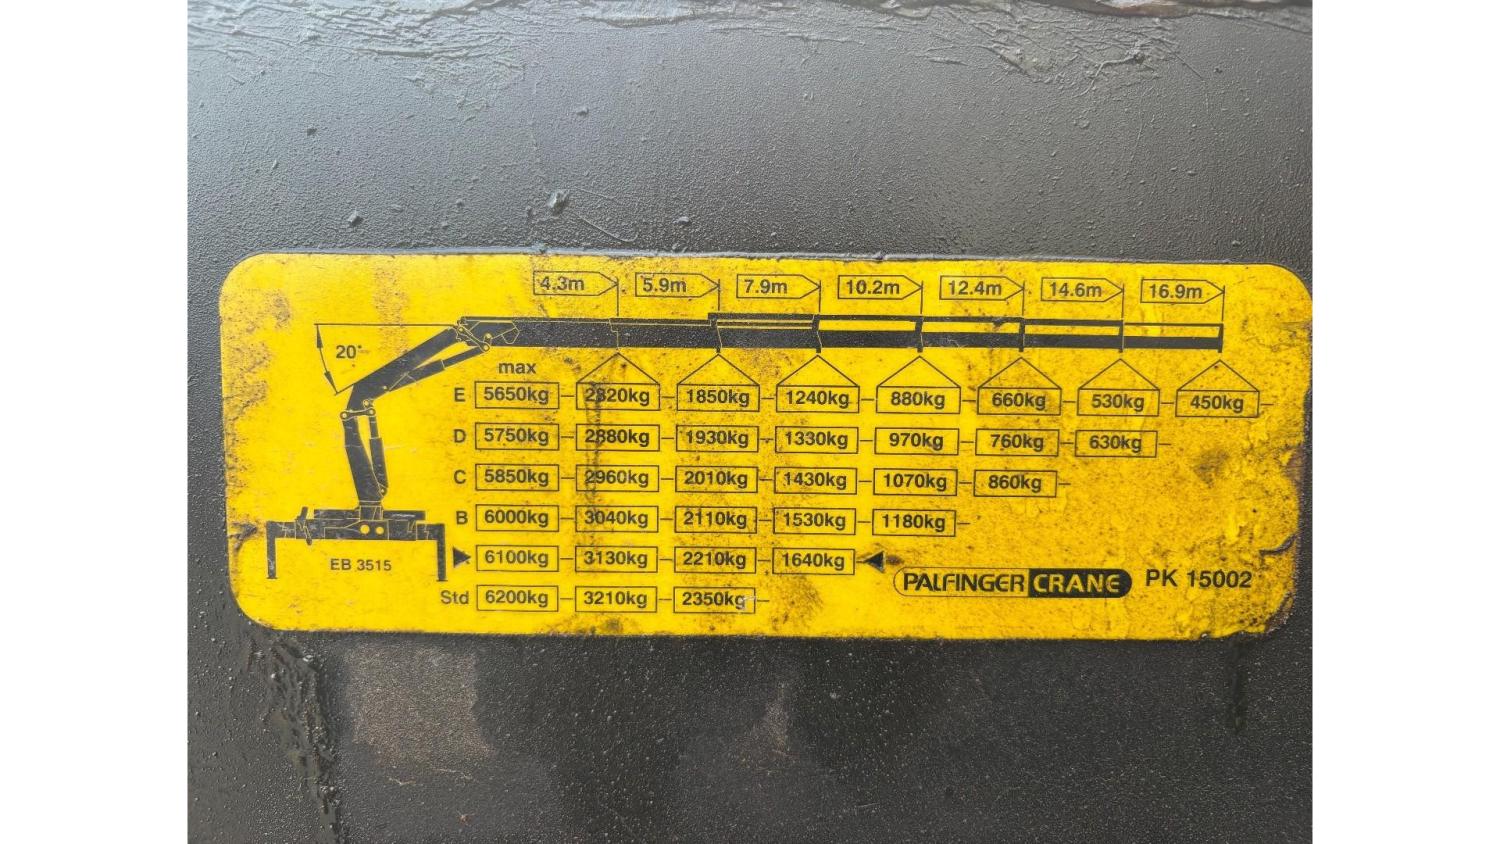 4.3m 5.9m 7.9m 10.2m 12.4m 14.6m 16.9m
20°
max
E 5650kg 2820kg 1850kg 1240kg 880kg 660kg 530kg 450kg
D 5750kg 2880kg 1930kg 1330kg 970kg 760kg 630kg
C 5850kg 2960kg 2010kg 1430kg 1070kg 860kg
B 6000kg 3040kg 2110kg 1530kg 1180kg
6100kg 3130kg 2210kg 1640kg
EB 3515
PALFINGER CRANE PK 15002
Std 6200kg 3210kg 2350kg